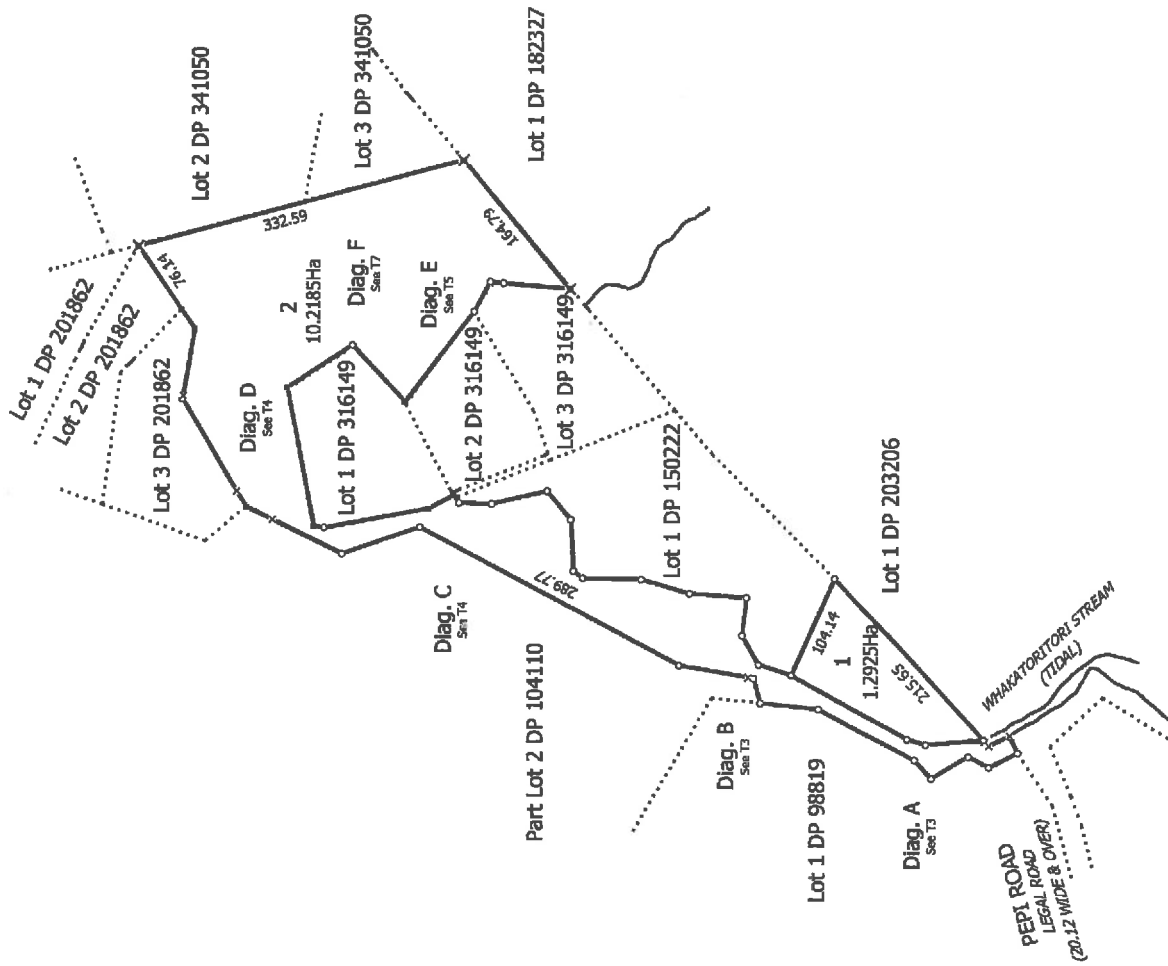 Lot 1 DP 201862
Lot 2 DP 201862
Lot 3 DP 201862
76.14
Lot 2 DP 341050
332.59
Lot 3 DP 341050
Lot 1 DP 182327
164.79
2
10.2185Ha
Diag. F
See T7
Diag. E
See T5
Diag. D
See T4
Lot 1 DP 316149
Lot 2 DP 316149
Lot 3 DP 316149
Diag. C
See T4
289.77
Lot 1 DP 150222
Part Lot 2 DP 104110
Lot 1 DP 203206
104.14
1
1.2925Ha
215.65
Diag. B
See T3
Lot 1 DP 98819
Diag. A
See T3
WHAKATORITORI STREAM
(TIDAL)
PEPI ROAD
LEGAL ROAD
(20.12 WIDE & OVER)